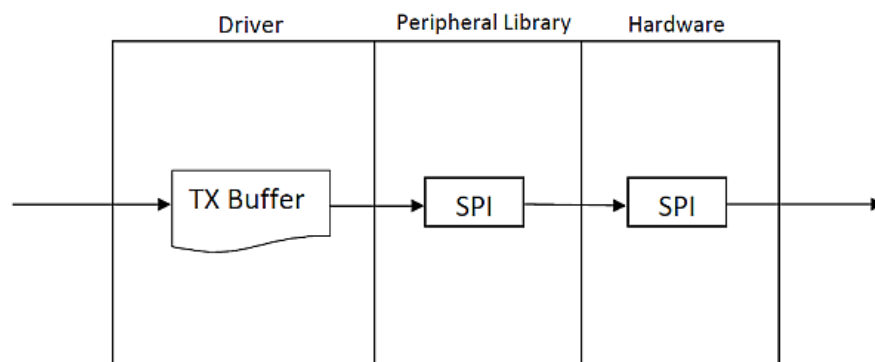 Driver
Peripheral Library
Hardware
TX Buffer
SPI
SPI